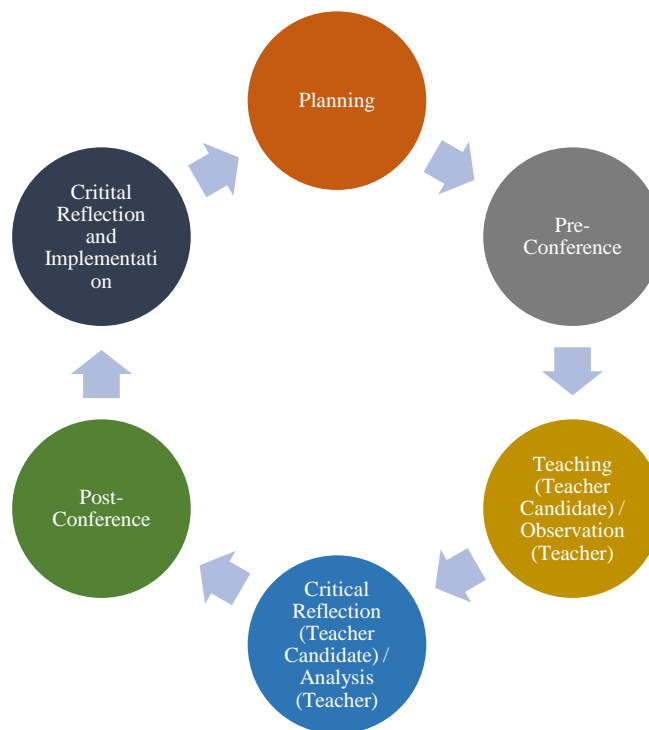 Planning
Pre-
Conference
Teaching
(Teacher
Candidate) /
Observation
(Teacher)
Critical
Reflection
(Teacher
Candidate) /
Analysis
(Teacher)
Post-
Conference
Critital
Reflection
and
Implementati
on